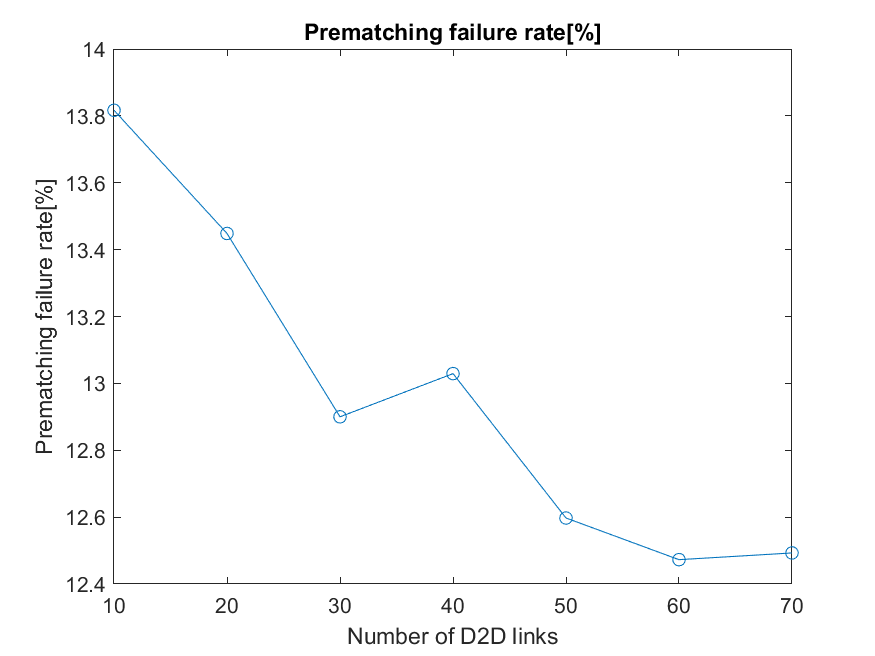 Prematching failure rate[%]
14
13.8
13.6
13.4
13.2
13
12.8
12.6
12.4
Prematching failure rate[%]
10 20 30 40 50 60 70
Number of D2D links